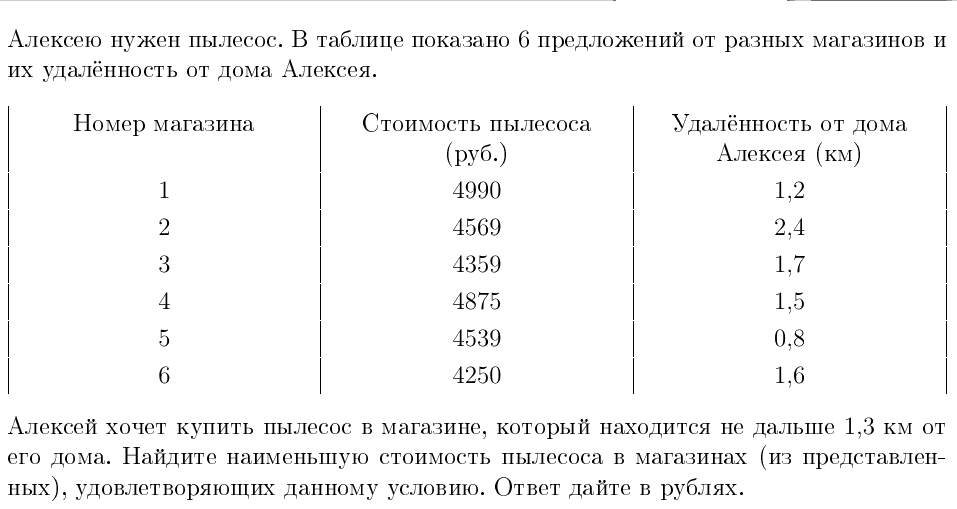 Алексею нужен пылесос. В таблице показано 6 предложений от разных магазинов и
их удалённость от дома Алексея.
Номер магазина Стоимость пылесоса Удалённость от дома
(руб.) Алексея (км)
1 4990 1,2
2 4569 2,4
3 4359 1,7
4 4875 1,5
5 4539 0,8
6 4250 1,6
Алексей хочет купить пылесос в магазине, который находится не дальше 1,3 км от
его дома. Найдите наименьшую стоимость пылесоса в магазинах (из представлен-
ных), удовлетворяющих данному условию. Ответ дайте в рублях.